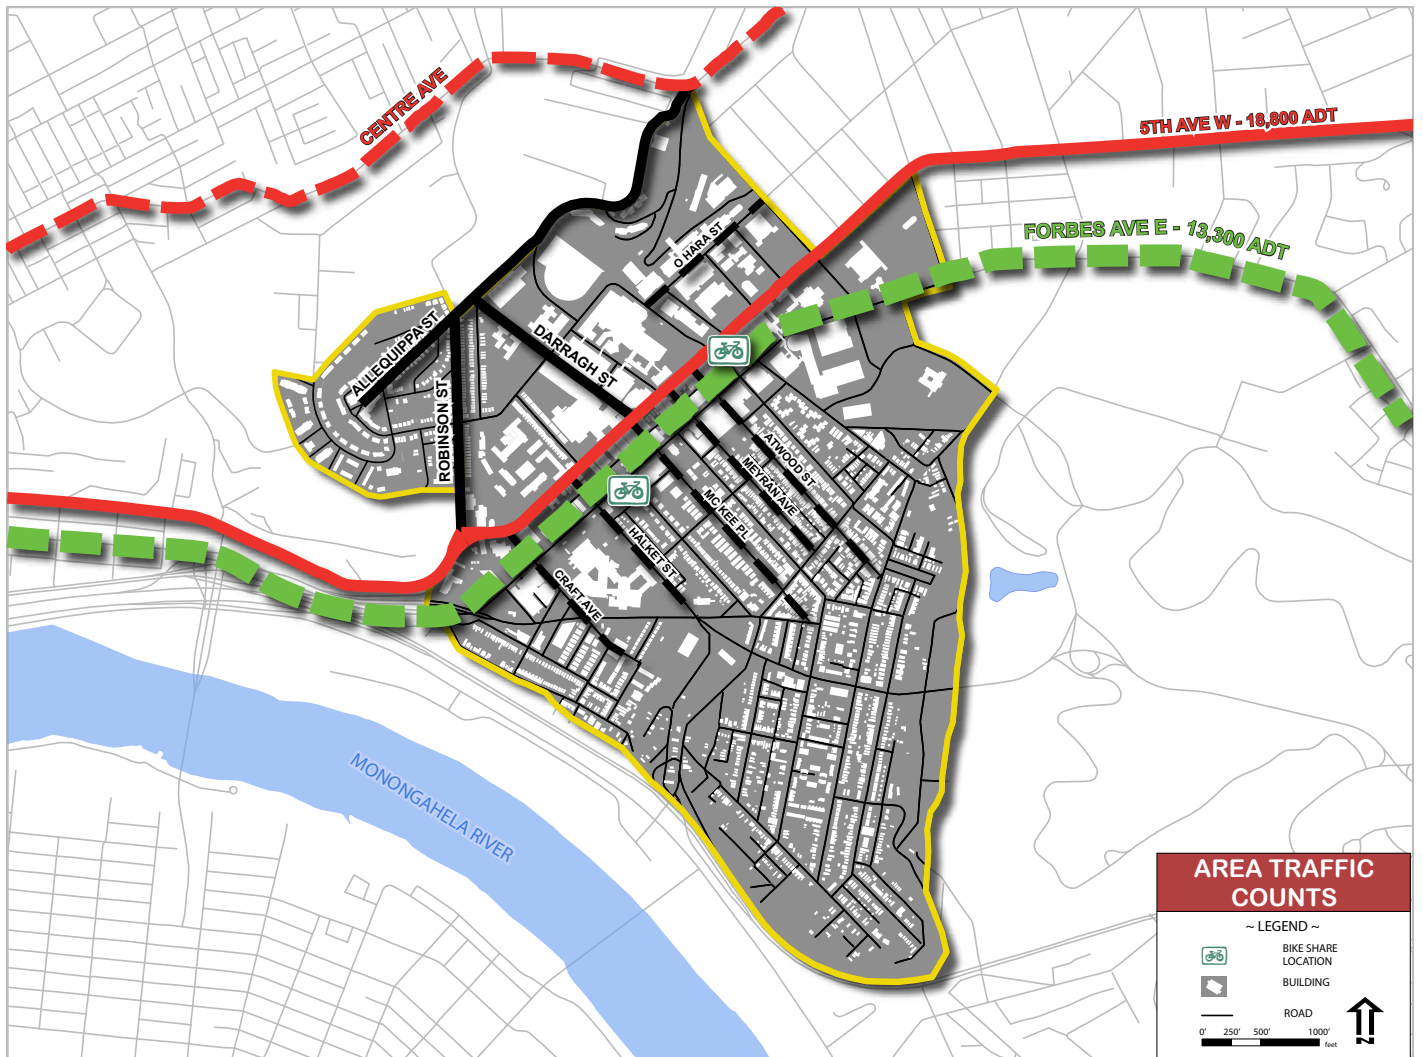 CENTRE AVE
5TH AVE W - 18,800 ADT
FORBES AVE E - 13,300 ADT
O HARA ST
ALLEQUIPPA ST
DARRAGH ST
ROBINSON ST
ATWOOD ST
MEYRAN AVE
MC KEE PL
HALKET ST
CRAFT AVE
MONONGAHELA RIVER
AREA TRAFFIC
COUNTS
~ LEGEND ~
BIKE SHARE
LOCATION
BUILDING
ROAD
0' 250' 500' 1000'
feet
N